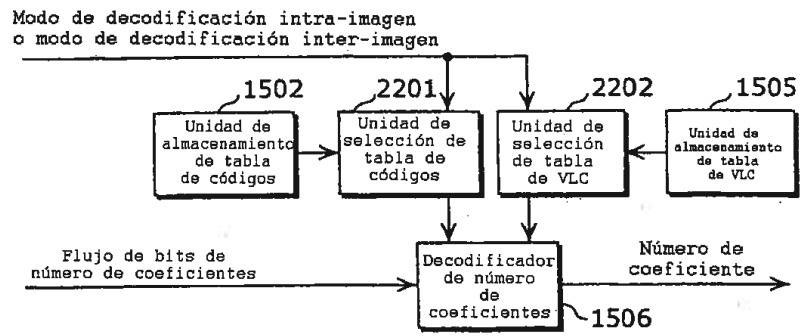 Modo de decodificación intra-imagen
o modo de decodificación inter-imagen
1502
2201
2202
1505
Unidad de
almacenamiento
de tabla
de códigos
Unidad de
selección de
tabla de
códigos
Unidad de
selección
de tabla
de VLC
Unidad de
almacenamiento
de tabla
de VLC
Flujo de bits de
número de coeficientes
Decodificador
de número
de
coeficientes
Número de
coeficiente
1506